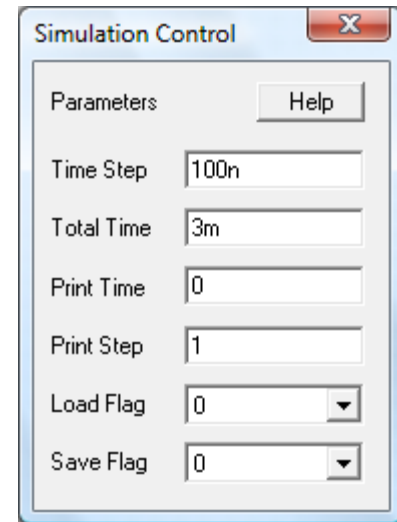 Simulation Control
Parameters Help
Time Step 100n
Total Time 3m
Print Time 0
Print Step 1
Load Flag 0
Save Flag 0